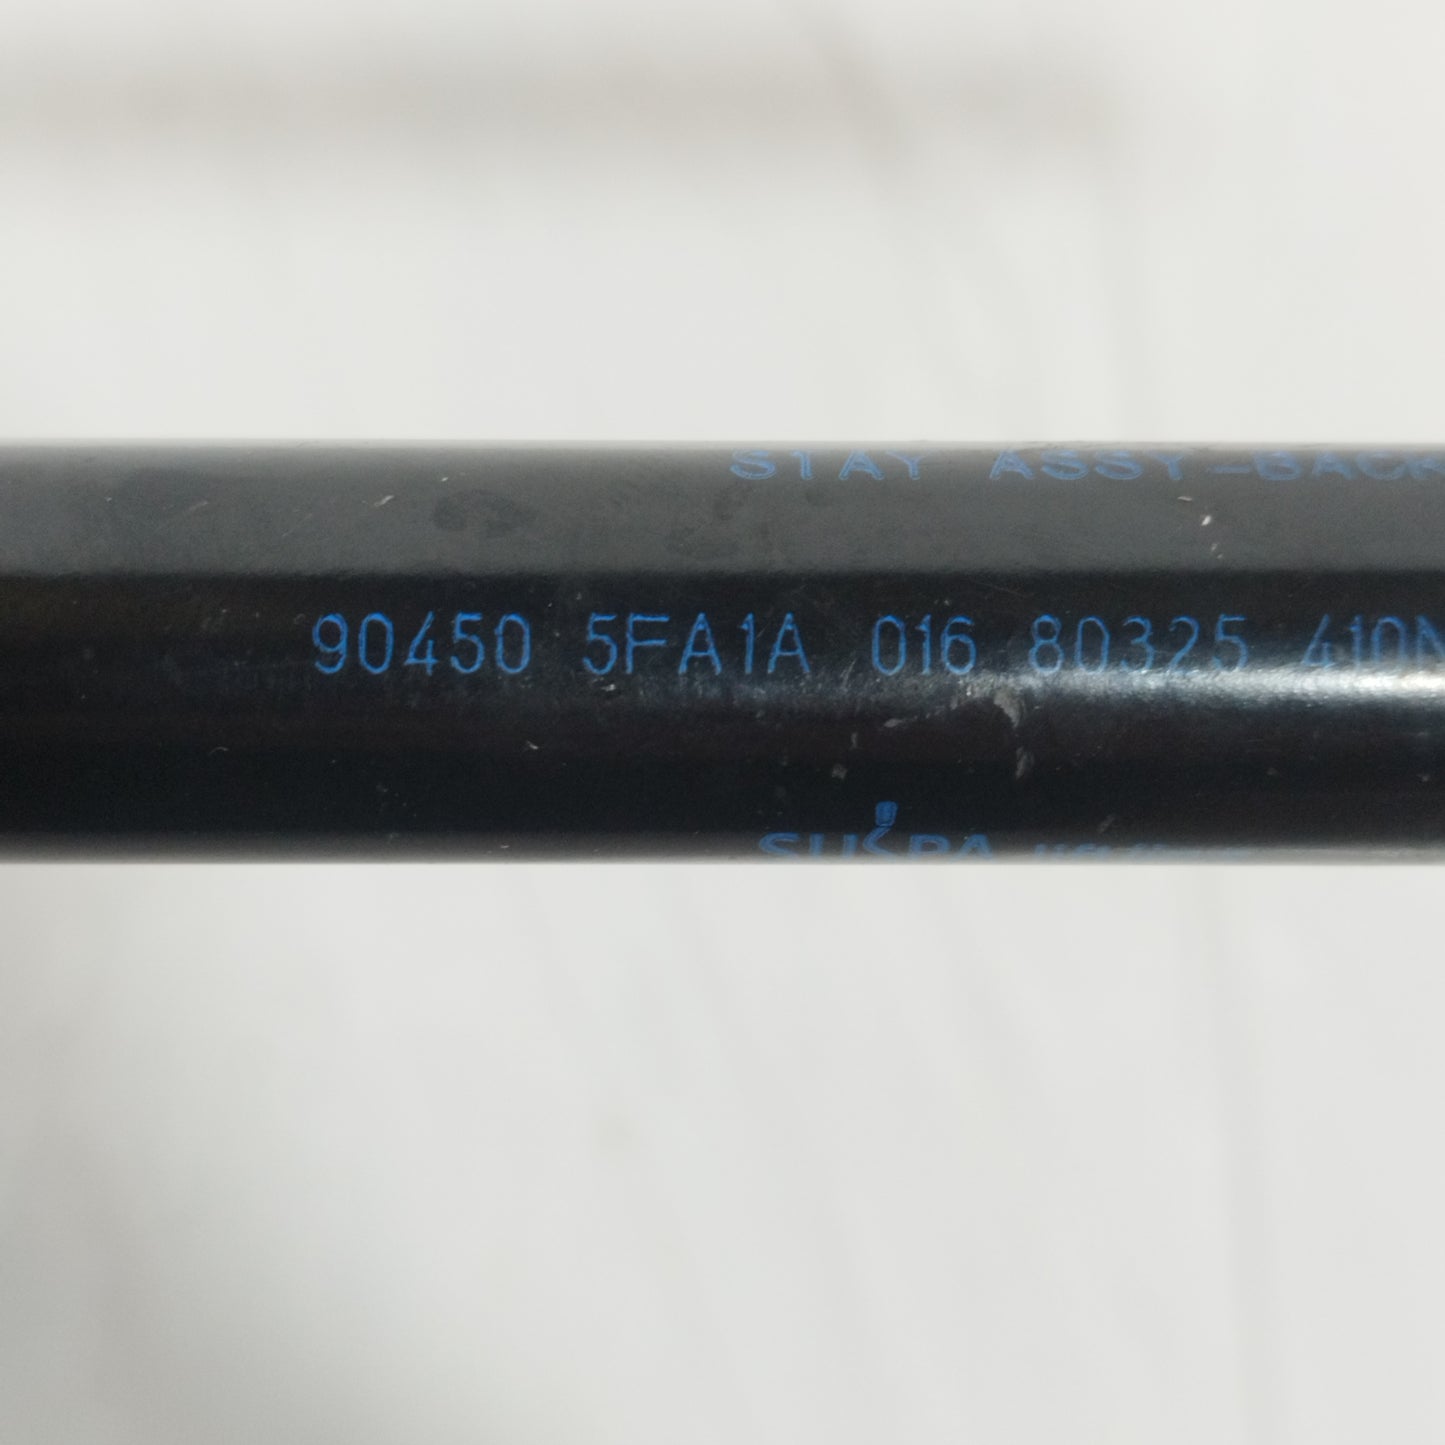 STAY ASSY-BACK
90450 5FA1A 016 80325 410N
SUSPA